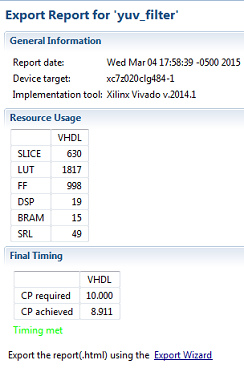 Export Report for 'yuv_filter'
General Information
Report date: Wed Mar 04 17:58:39 -0500 2015
Device target: xc7z020clg484-1
Implementation tool: Xilinx Vivado v.2014.1
Resource Usage
VHDL
SLICE 630
LUT 1817
FF 998
DSP 19
BRAM 15
SRL 49
Final Timing
VHDL
CP required 10.000
CP achieved 8.911
Timing met
Export the report(.html) using the Export Wizard